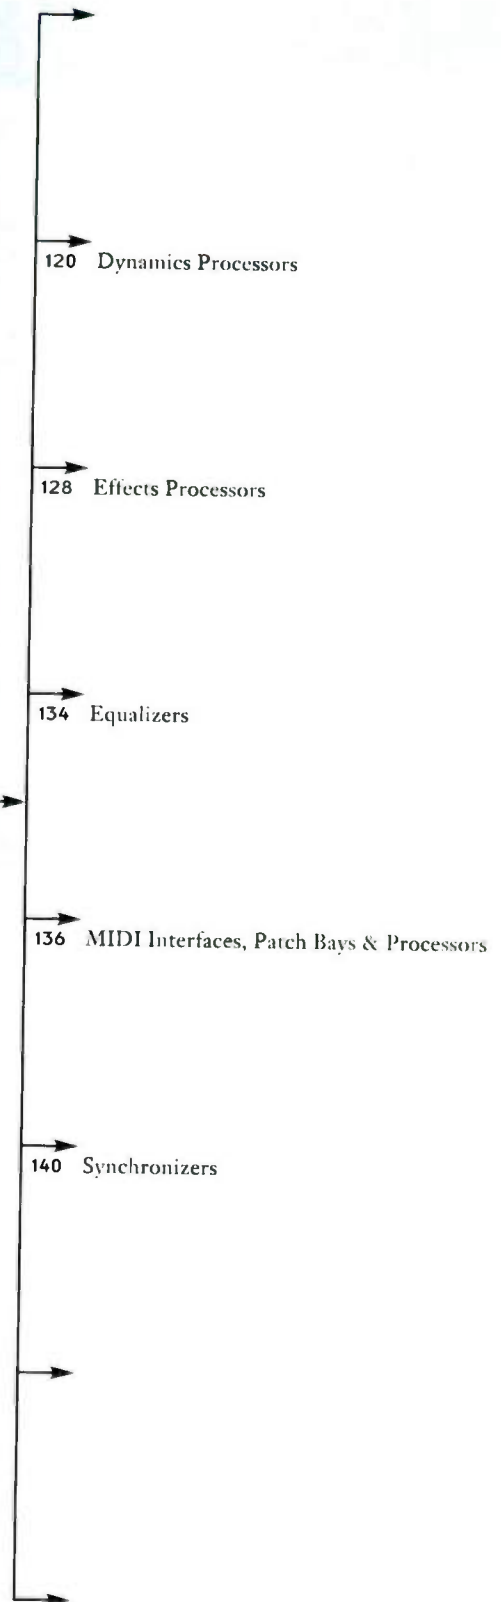 120 Dynamics Processors
128 Effects Processors
134 Equalizers
136 MIDI Interfaces, Patch Bays & Processors
140 Synchronizers